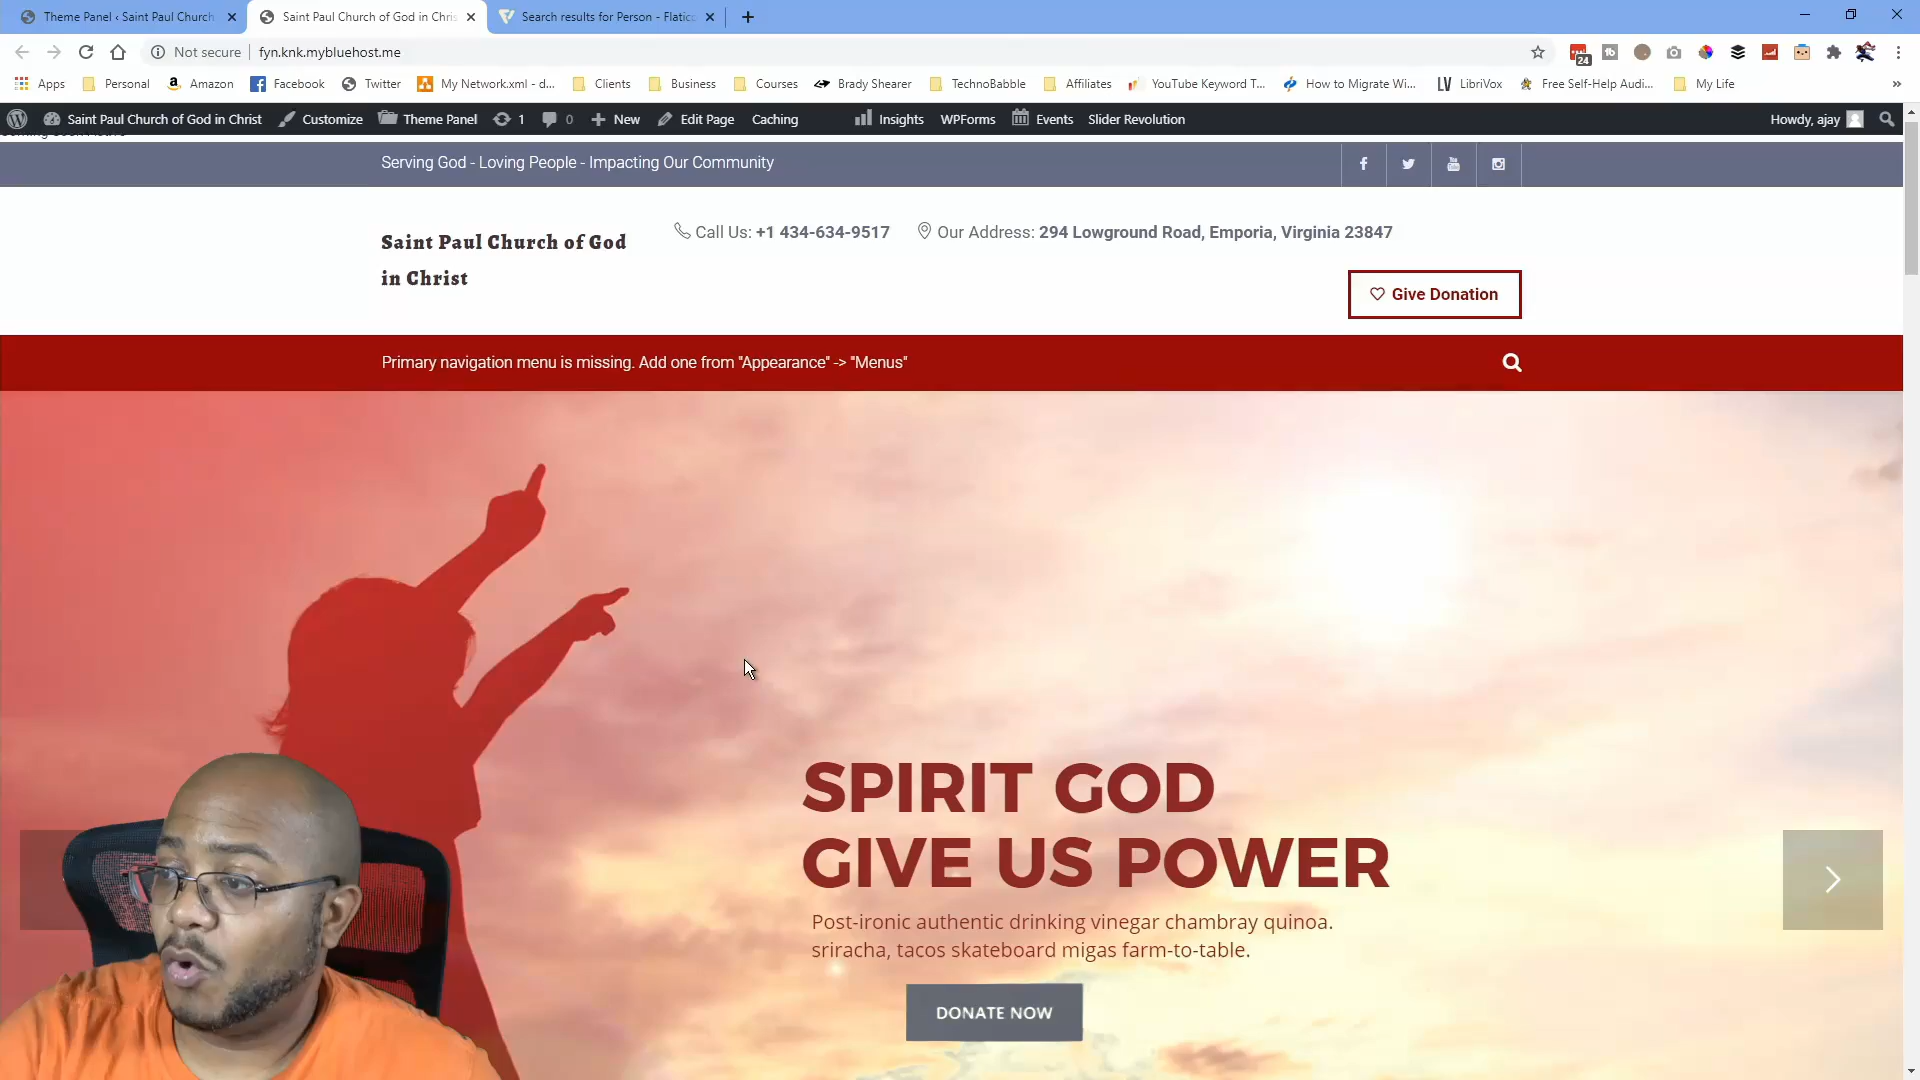 Theme Panel ‹ Saint Paul Church
Saint Paul Church of God in Chris
Search results for Person - Flatico
Not secure
fyn.knk.mybluehost.me
24
Apps
Personal
Amazon
Facebook
Twitter
My Network.xml - d...
Clients
Business
Courses
Brady Shearer
TechnoBabble
Affiliates
YouTube Keyword T...
How to Migrate Wi...
LibriVox
Free Self-Help Audi...
My Life
Saint Paul Church of God in Christ
Customize
Theme Panel
1
0
New
Edit Page
Caching
Insights
WPForms
Events
Slider Revolution
Howdy, ajay
Serving God - Loving People - Impacting Our Community
Saint Paul Church of God
in Christ
Call Us: +1 434-634-9517
Our Address: 294 Lowground Road, Emporia, Virginia 23847
Give Donation
Primary navigation menu is missing. Add one from "Appearance" -> "Menus"
SPIRIT GOD
GIVE US POWER
Post-ironic authentic drinking vinegar chambray quinoa.
sriracha, tacos skateboard migas farm-to-table.
DONATE NOW